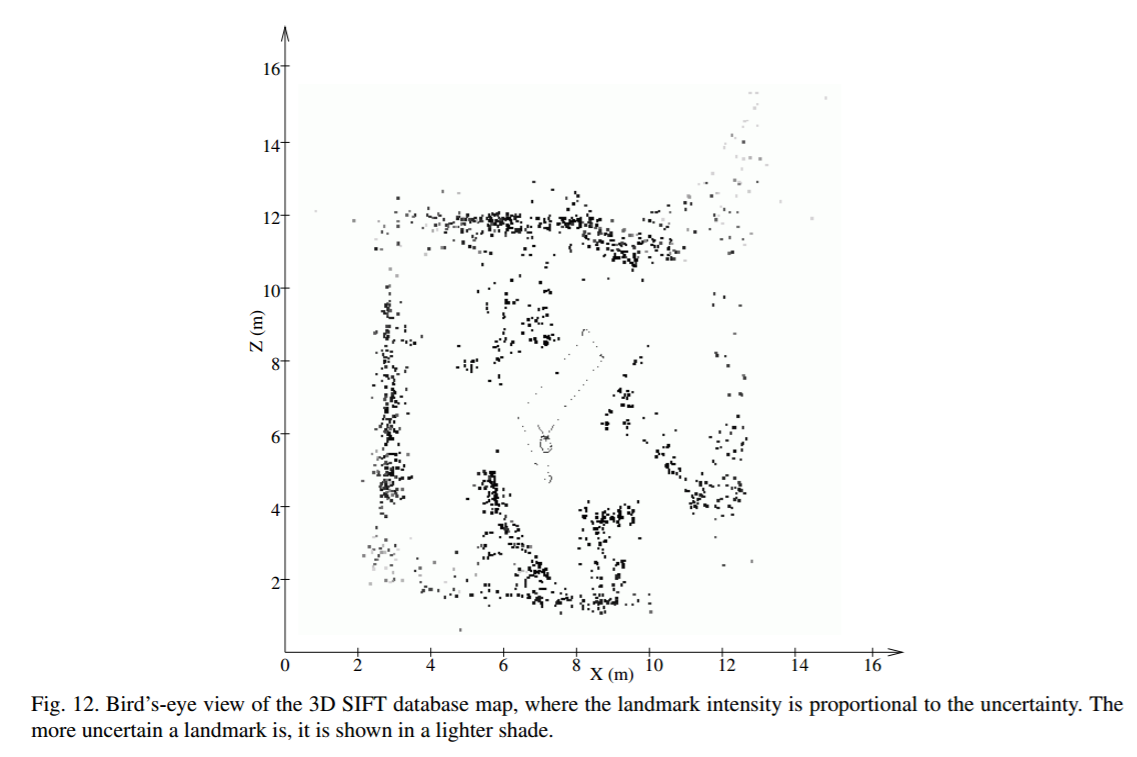 16
14
12
10
8
6
4
2
Z (m)
0 2 4 6 8 10 12 14 16
X (m)
Fig. 12. Bird's-eye view of the 3D SIFT database map, where the landmark intensity is proportional to the uncertainty. The
more uncertain a landmark is, it is shown in a lighter shade.